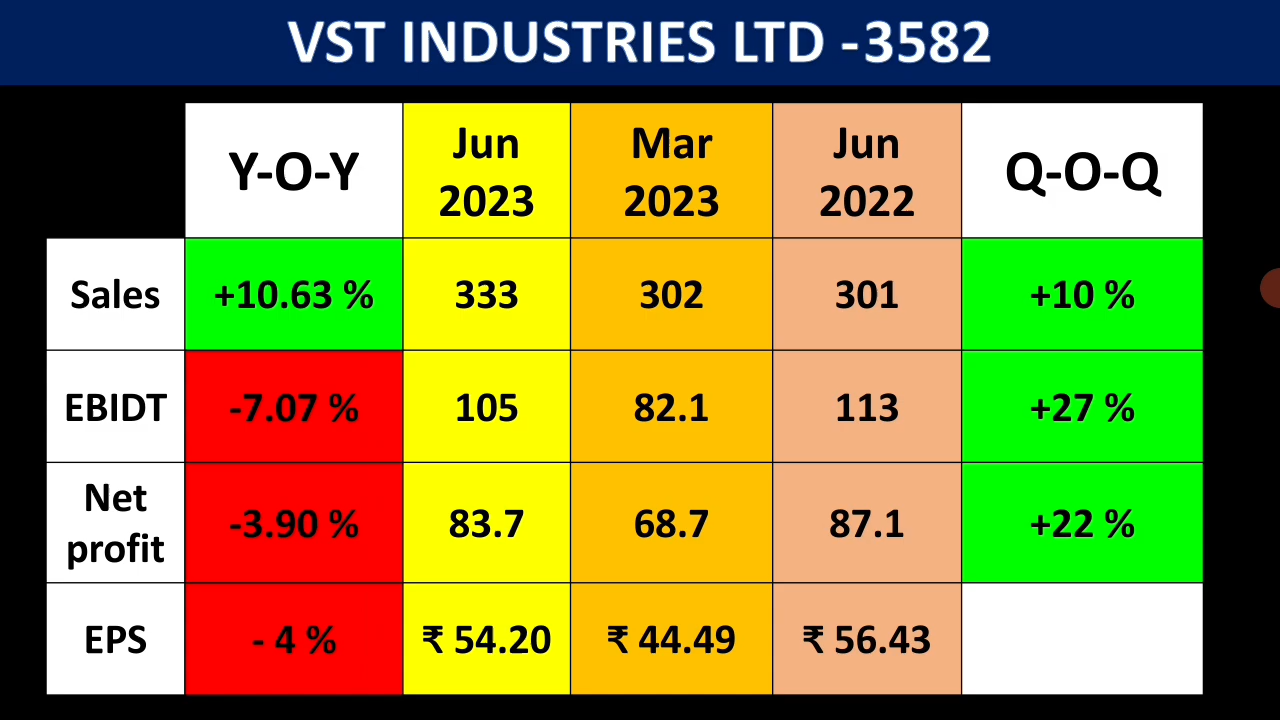 VST INDUSTRIES LTD -3582
Y-O-Y Jun 2023 Mar 2023 Jun 2022 Q-O-Q
Sales +10.63 % 333 302 301 +10 %
EBIDT -7.07 % 105 82.1 113 +27 %
Net profit -3.90 % 83.7 68.7 87.1 +22 %
EPS - 4 % ₹ 54.20 ₹ 44.49 ₹ 56.43